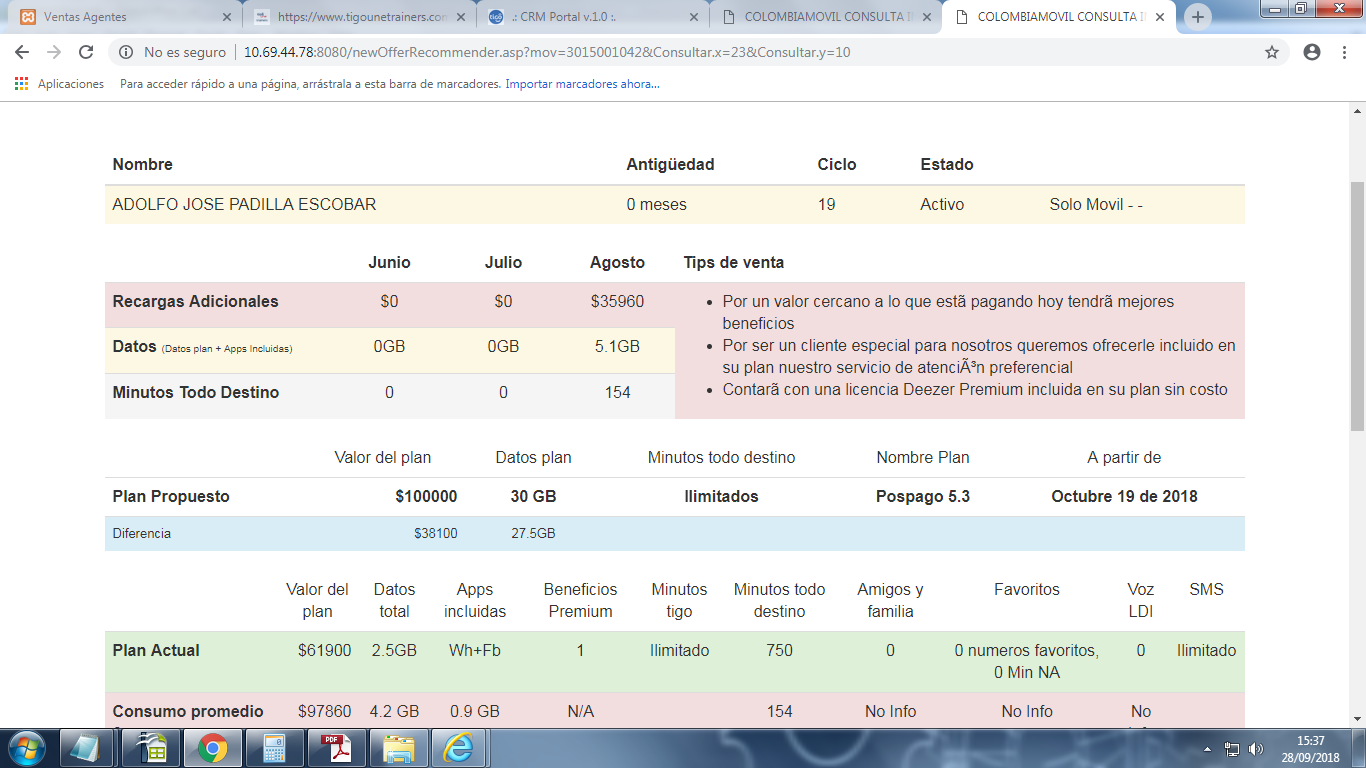 Ventas Agentes
https://www.tigounetrainers.com
.: CRM Portal v.1.0 :.
COLOMBIAMOVIL CONSULTA I
COLOMBIAMOVIL CONSULTA I
No es seguro | 10.69.44.78:8080/newOfferRecommender.asp?mov=3015001042&Consultar.x=23&Consultar.y=10
Aplicaciones Para acceder rápido a una página, arrástrala a esta barra de marcadores. Importar marcadores ahora...
Nombre Antigüedad Ciclo Estado
ADOLFO JOSE PADILLA ESCOBAR 0 meses 19 Activo Solo Movil - -
Junio Julio Agosto Tips de venta
Recargas Adicionales $0 $0 $35960
Datos (Datos plan + Apps Incluidas) 0GB 0GB 5.1GB
Minutos Todo Destino 0 0 154
• Por un valor cercano a lo que estã pagando hoy tendrã mejores
beneficios
• Por ser un cliente especial para nosotros queremos ofrecerle incluido en
su plan nuestro servicio de atenciÃ³n preferencial
• Contarã con una licencia Deezer Premium incluida en su plan sin costo
Valor del plan Datos plan Minutos todo destino Nombre Plan A partir de
Plan Propuesto $100000 30 GB Ilimitados Pospago 5.3 Octubre 19 de 2018
Diferencia $38100 27.5GB
Valor del Datos Apps Beneficios Minutos Minutos todo Amigos y Favoritos Voz SMS
plan total incluidas Premium tigo destino familia LDI
Plan Actual $61900 2.5GB Wh+Fb 1 Ilimitado 750 0 0 numeros favoritos, 0 Ilimitado
0 Min NA
Consumo promedio $97860 4.2 GB 0.9 GB N/A 154 No Info No Info No
PDF
15:37
28/09/2018